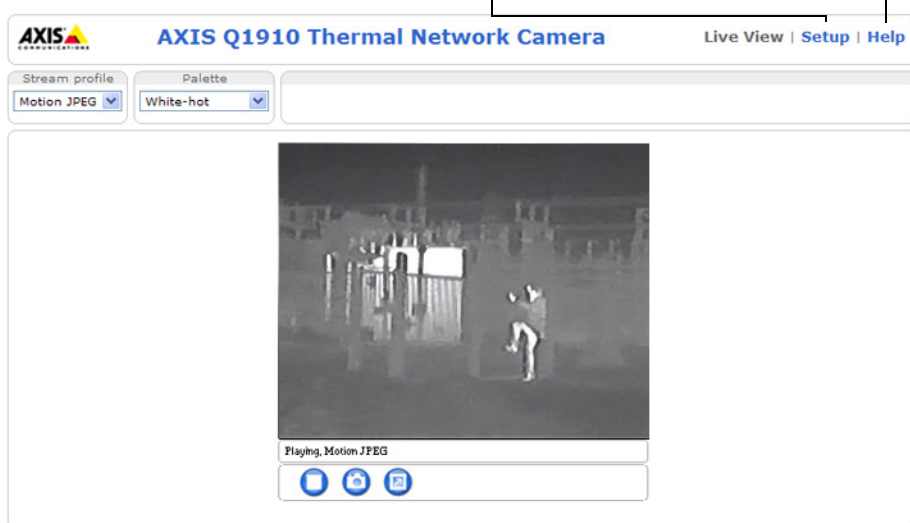 AXIS
COMMUNICATIONS
AXIS Q1910 Thermal Network Camera
Live View | Setup | Help
Stream profile
Palette
Motion JPEG
White-hot
Playing, Motion JPEG